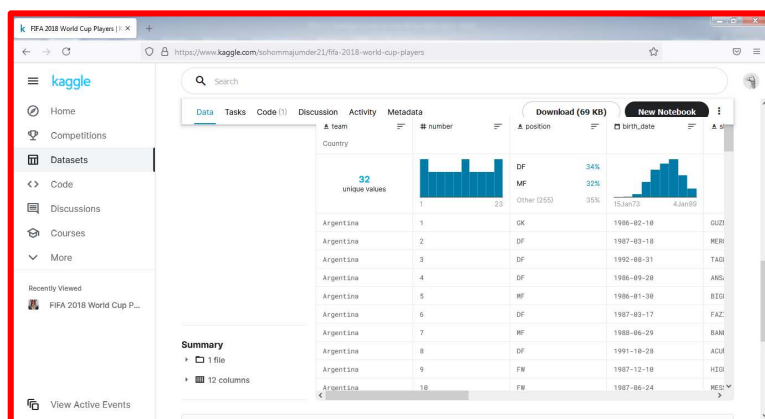 k FIFA 2018 World Cup Players | K × +
https://www.kaggle.com/sohommajumder21/fifa-2018-world-cup-players
kaggle
Search
Data Tasks Code (1) Discussion Activity Metadata Download (69 KB) New Notebook
Home
Competitions
Datasets
Code
Discussions
Courses
More
Recently Viewed
FIFA 2018 World Cup P...
View Active Events
Summary
1 file
12 columns
team # number position birth_date
Country
32
unique values
1 23
DF 34%
MF 32%
Other (255) 35%
15Jan73 4Jan99
Argentina 1 GK 1986-02-10
Argentina 2 DF 1987-03-18
Argentina 3 DF 1992-08-31
Argentina 4 DF 1986-09-20
Argentina 5 MF 1986-01-30
Argentina 6 DF 1987-03-17
Argentina 7 MF 1988-06-29
Argentina 8 DF 1991-10-28
Argentina 9 FW 1987-12-10
Argentina 10 FW 1987-06-24